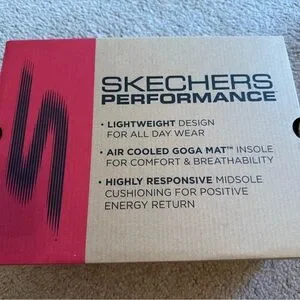 SKECHERS
PERFORMANCE
• LIGHTWEIGHT DESIGN
FOR ALL DAY WEAR
• AIR COOLED GOGA MAT™ INSOLE
FOR COMFORT & BREATHABILITY
• HIGHLY RESPONSIVE MIDSOLE
CUSHIONING FOR POSITIVE
ENERGY RETURN